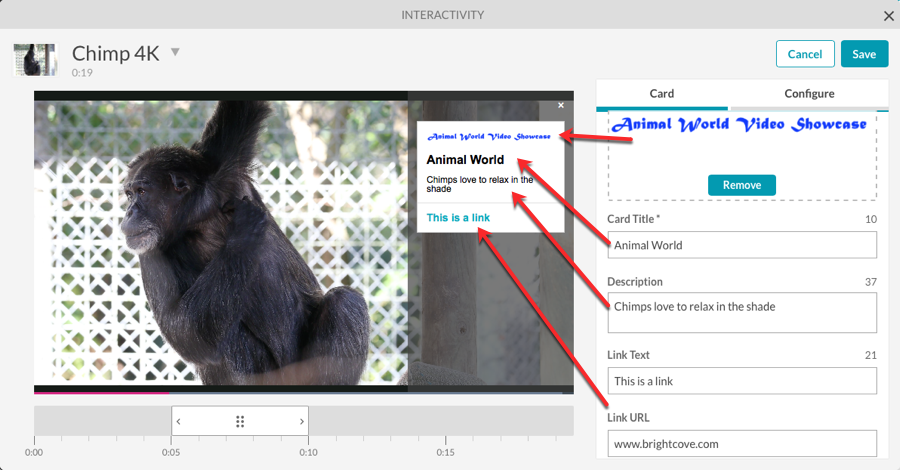 INTERACTIVITY
Chimp 4K
0:19
Cancel
Save
Animal World Video Showcase
Animal World
Chimps love to relax in the
shade
This is a link
0:00
0:05
0:10
0:15
Card
Configure
Animal World Video Showcase
Remove
Card Title * 10
Animal World
Description 37
Chimps love to relax in the shade
Link Text 21
This is a link
Link URL
www.brightcove.com